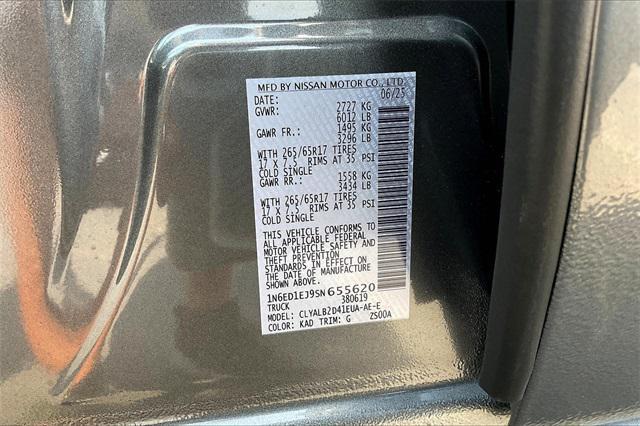 MFD BY NISSAN MOTOR CO., LTD.
DATE: 06/25
GVWR: 2727 KG
6012 LB
GAWR FR.: 1495 KG
3296 LB
WITH 265/65R17 TIRES
17 X 7.5 RIMS AT 35 PSI
COLD SINGLE
GAWR RR.: 1558 KG
3434 LB
WITH 265/65R17 TIRES
17 X 7.5 RIMS AT 35 PSI
COLD SINGLE
THIS VEHICLE CONFORMS TO
ALL APPLICABLE FEDERAL
MOTOR VEHICLE SAFETY AND
THEFT PREVENTION
STANDARDS IN EFFECT ON
THE DATE OF MANUFACTURE
SHOWN ABOVE.
1N6ED1EJ9SN655620
TRUCK 380619
MODEL: CLYALB2D41EUA-AE-E
COLOR: KAD TRIM: G ZS00A